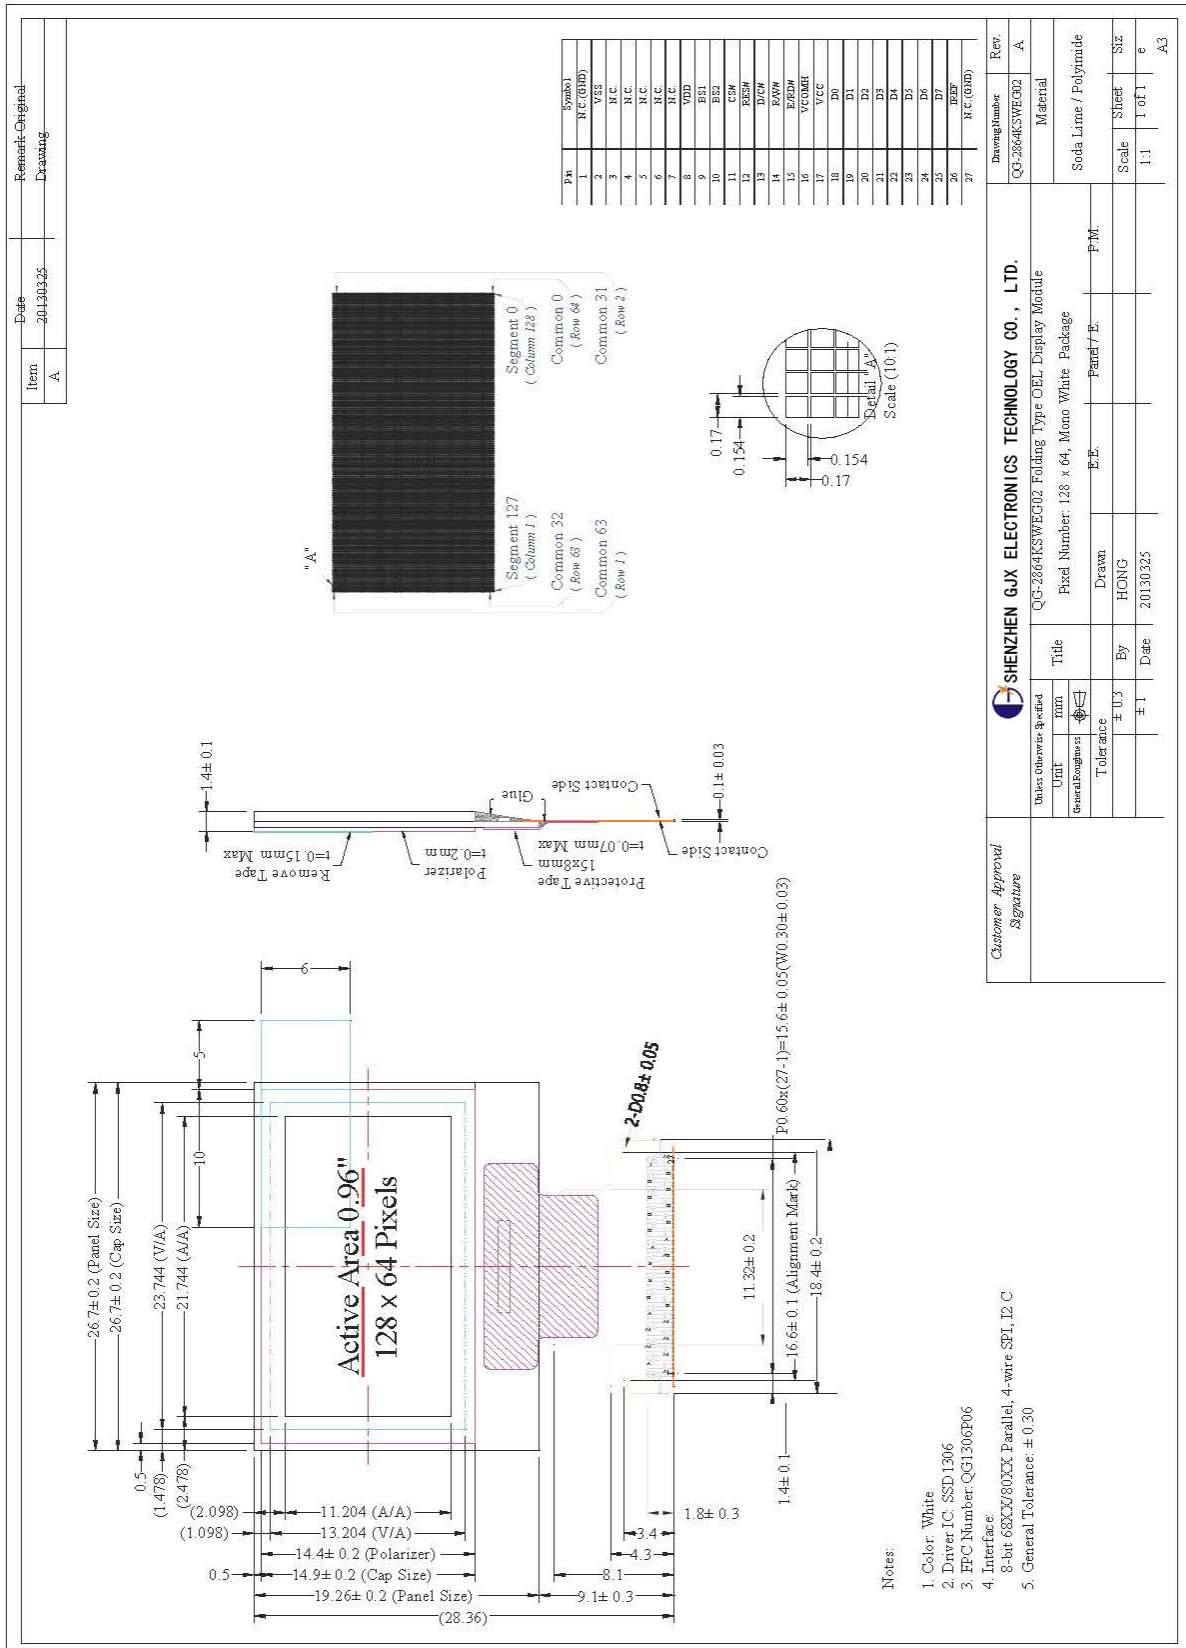 Item Date Remark Original
A 20130325 Drawing
26.7± 0.2 (Panel Size)
26.7± 0.2 (Cap Size)
23.744 (V/A)
21.744 (A/A)
0.5
(1.478)
(2.478)
10
5
6
Active Area 0.96"
128 x 64 Pixels
(2.098)
11.204 (A/A)
(1.098)
13.204 (V/A)
14.4± 0.2 (Polarizer)
0.5
14.9± 0.2 (Cap Size)
19.26± 0.2 (Panel Size)
9.1± 0.3
(28.36)
8.1
4.3
3.4
1.8± 0.3
1.4± 0.1
2-D0.8± 0.05
11.32± 0.2
P0.60x(27-1)=15.6± 0.05(W0.30± 0.03)
16.6± 0.1 (Alignment Mark)
18.4± 0.2
1.4± 0.1
Remove Tape
t=0.15mm Max
Polarizer
t=0.2mm
Protective Tape
15x8mm
t=0.07mm Max
Glue
Contact Side
Contact Side
0.1± 0.03
"A"
Segment 127
( Column 1 )
Segment 0
( Column 128 )
Common 32
( Row 63 )
Common 0
( Row 64 )
Common 63
( Row 1 )
Common 31
( Row 2 )
0.17
0.154
0.154
0.17
Detail "A"
Scale (10:1)
Pin Symbol
1 N.C.(GND)
2 VSS
3 N.C.
4 N.C.
5 N.C.
6 N.C.
7 N.C.
8 VDD
9 BS1
10 BS2
11 CS#
12 RES#
13 D/C#
14 R/W#
15 E/RD#
16 VCOMH
17 VCC
18 D0
19 D1
20 D2
21 D3
22 D4
23 D5
24 D6
25 D7
26 IREF
27 N.C.(GND)
Notes:
1. Color: White
2. Driver IC: SSD1306
3. FPC Number: QG1306P06
4. Interface:
8-bit 68XX/80XX Parallel, 4-wire SPI, I2 C
5. General Tolerance: ± 0.30
Customer Approval
Signature
SHENZHEN GJX ELECTRONICS TECHNOLOGY CO., LTD.
Drawing Number Rev.
QG-2864KSWEG02 A
Unless Otherwise Specified
Unit mm
General Roughness
Tolerance
± 0.3
± 1
Title
QG-2864KSWEG02 Folding Type OEL Display Module
Pixel Number: 128 x 64, Mono White Package
Material
Soda Lime / Polyimide
Drawn E.E. Panel / E. P.M.
By HONG
Date 20130325
Scale Sheet Siz
1:1 1 of 1 e
A3